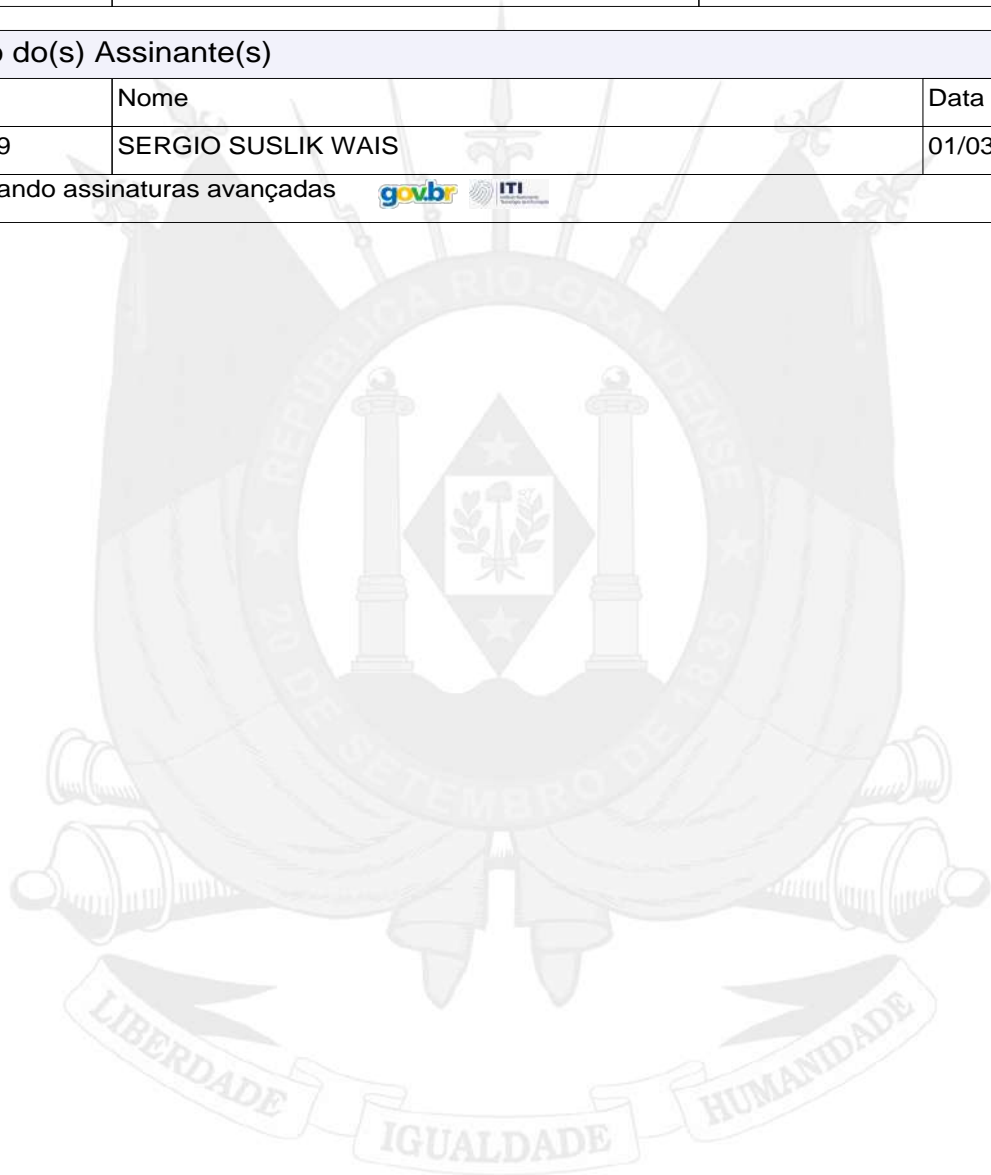 o do(s) Assinante(s)
Nome Data
9 SERGIO SUSLIK WAIS 01/03
ando assinaturas avançadas gov.br ITI
REPÚBLICA RIO-GRANDENSE
20 DE SETEMBRO DE 1835
LIBERDADE IGUALDADE HUMANIDADE